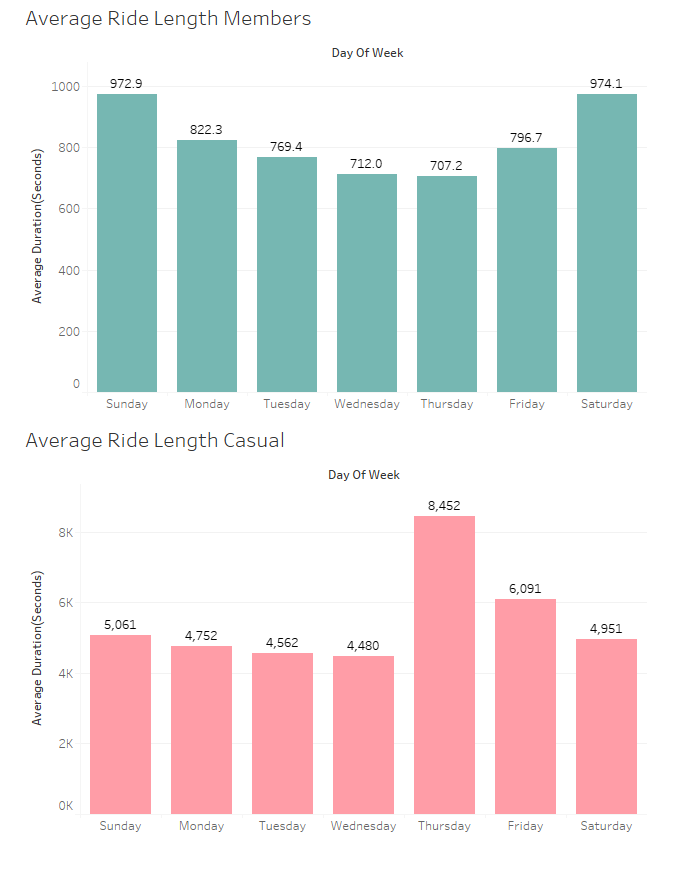 Average Ride Length Members
Day Of Week
Average Duration(Seconds)
1000
800
600
400
200
0
972.9
822.3
769.4
712.0
707.2
796.7
974.1
Sunday Monday Tuesday Wednesday Thursday Friday Saturday
Average Ride Length Casual
Day Of Week
Average Duration(Seconds)
8K
6K
4K
2K
0K
5,061
4,752
4,562
4,480
8,452
6,091
4,951
Sunday Monday Tuesday Wednesday Thursday Friday Saturday